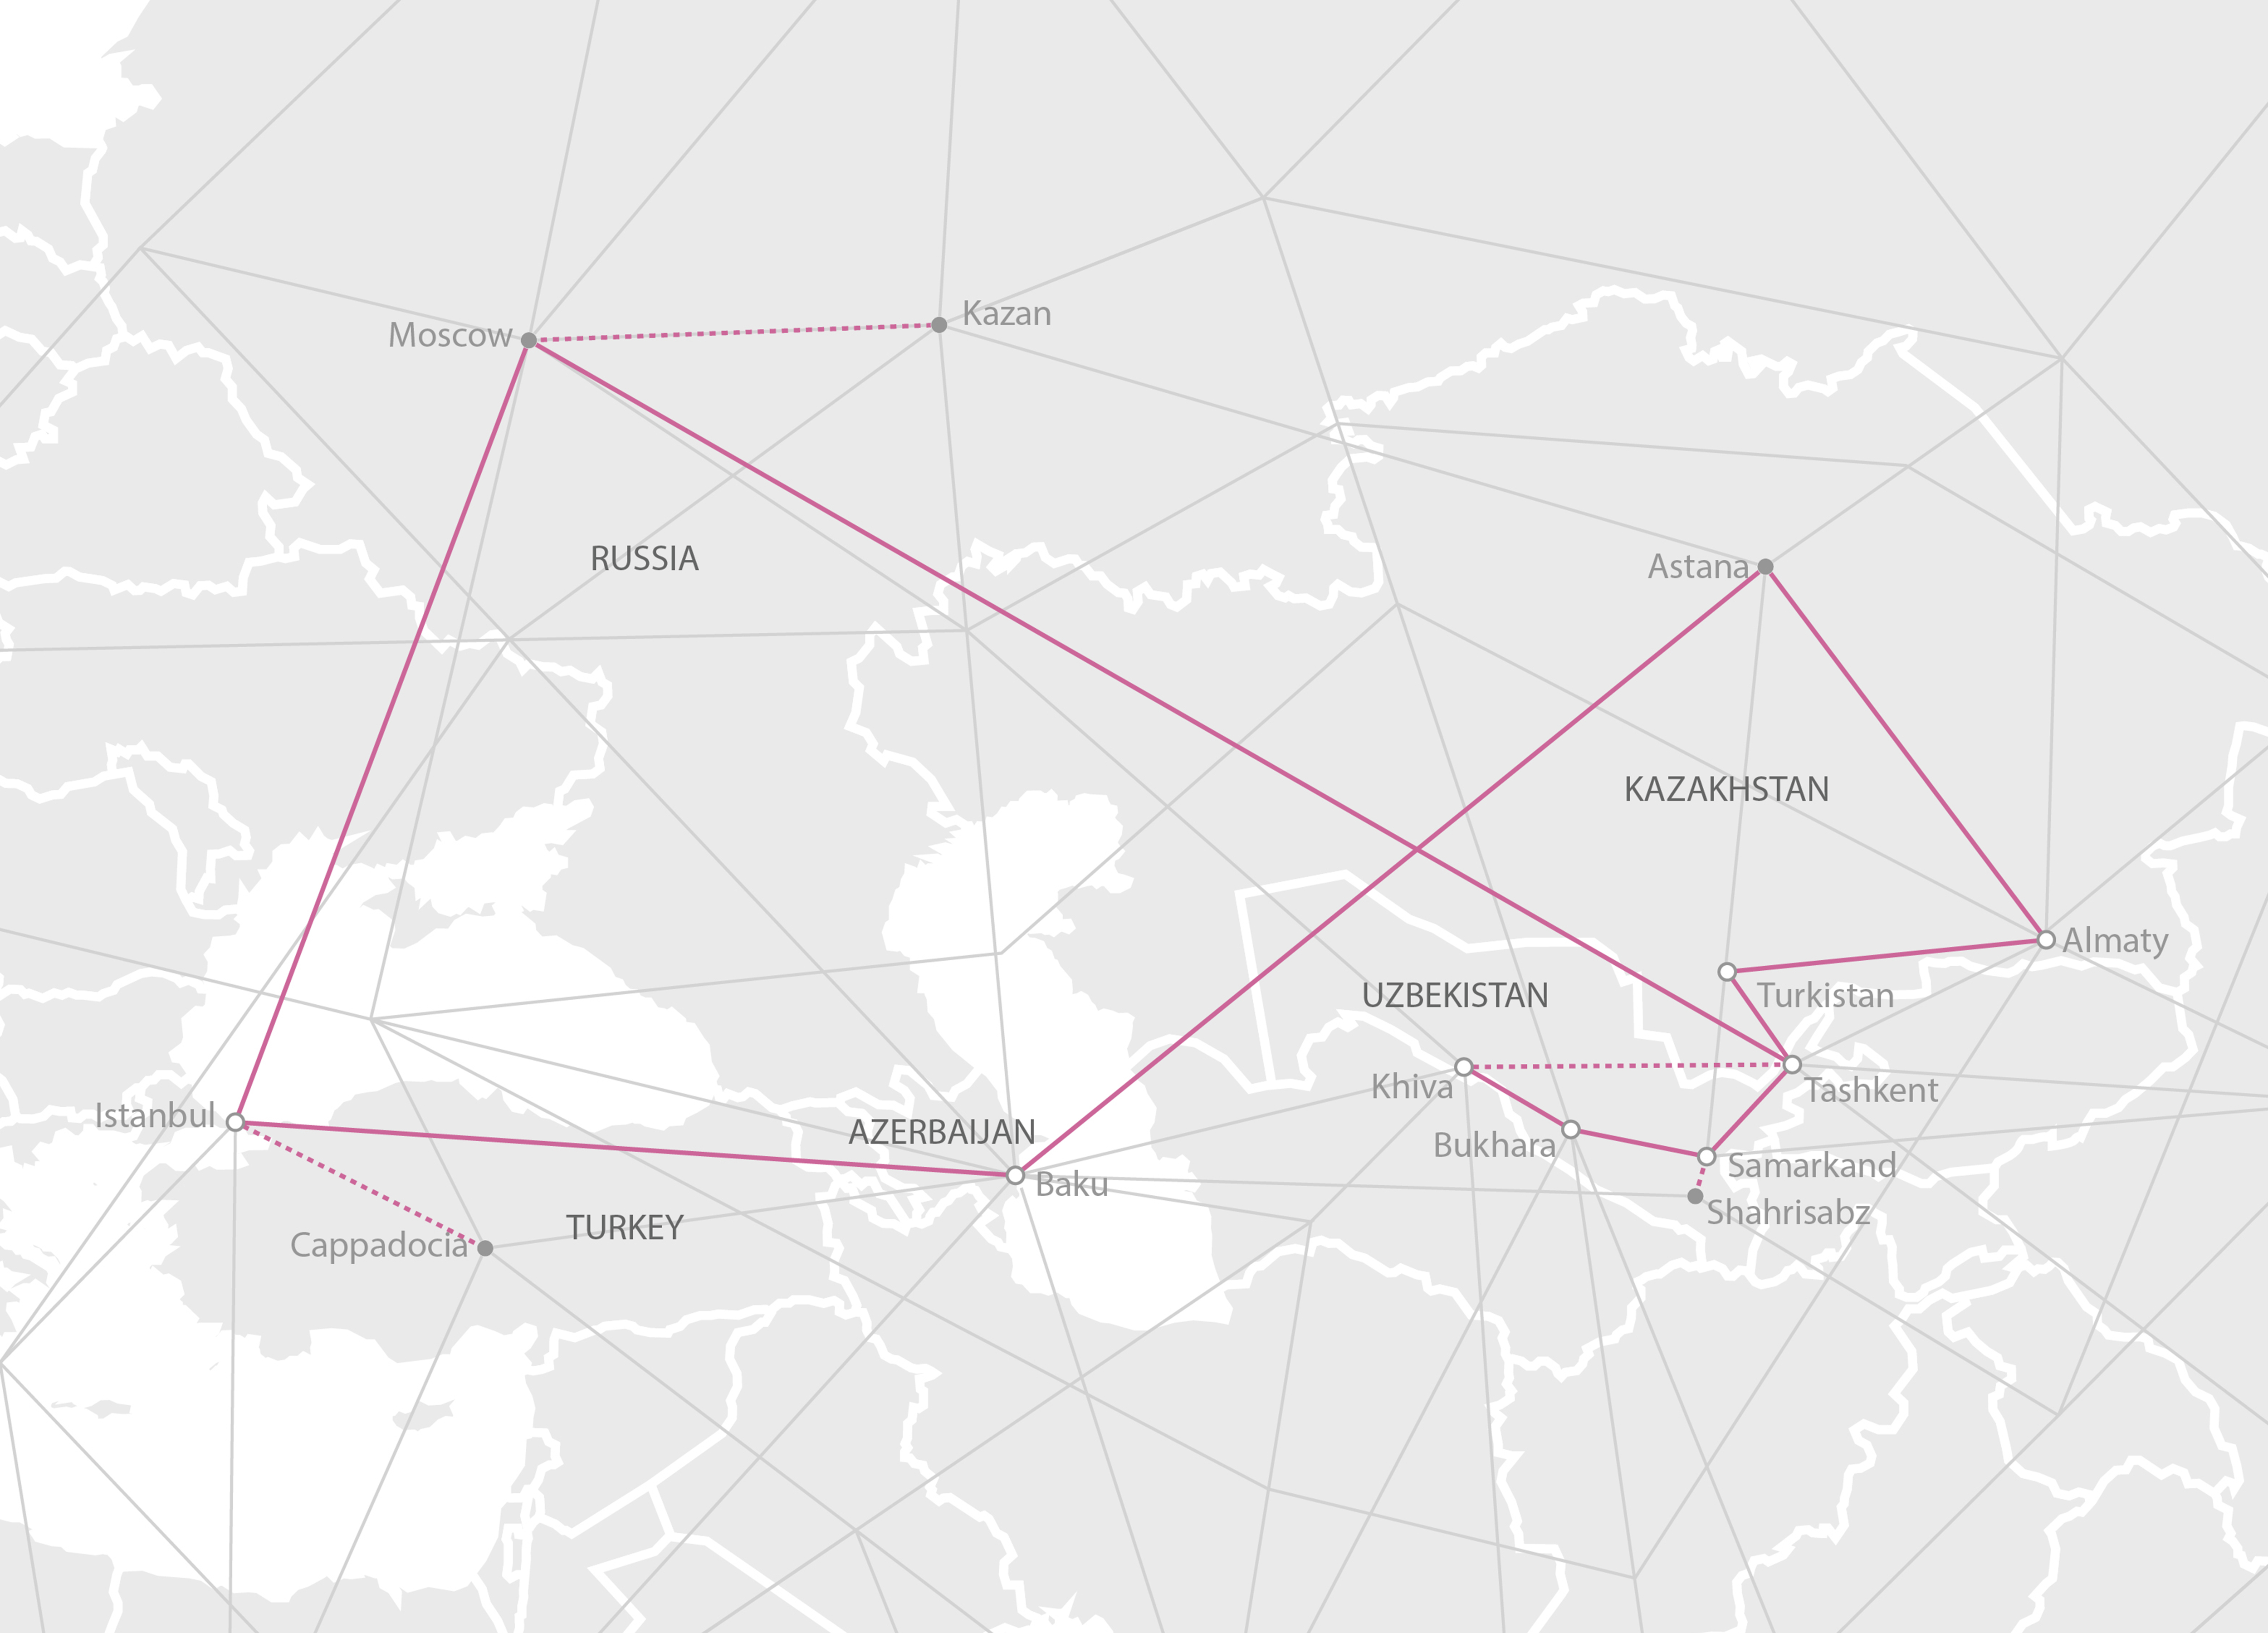 Kazan
Moscow
RUSSIA
Astana
KAZAKHSTAN
Almaty
UZBEKISTAN
Turkistan
Khiva
Tashkent
Istanbul
AZERBAIJAN
Bukhara
Samarkand
Baku
Shahrisabz
TURKEY
Cappadocia